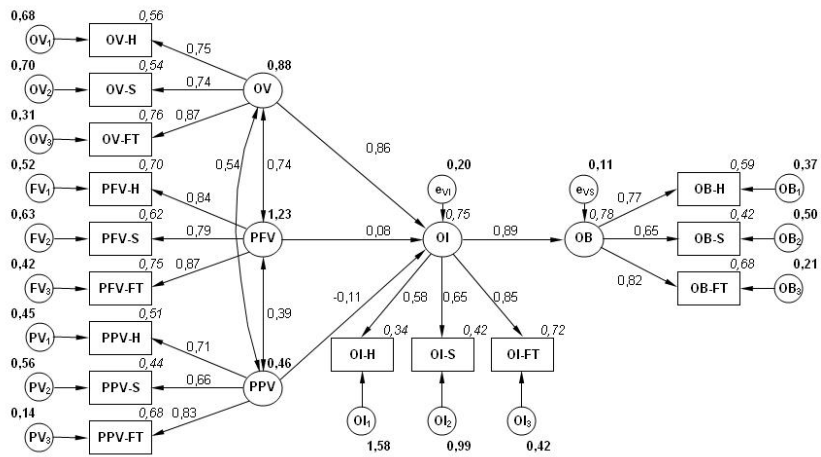 0,68
OV1
OV-H
0,56
0,75
0,70
OV2
OV-S
0,54
0,74
0,31
OV3
OV-FT
0,76
0,87
OV
0,88
0,52
FV1
PFV-H
0,70
0,84
0,63
FV2
PFV-S
0,62
0,79
0,42
FV3
PFV-FT
0,75
0,87
PFV
1,23
0,45
PV1
PPV-H
0,51
0,71
0,56
PV2
PPV-S
0,44
0,66
0,14
PV3
PPV-FT
0,68
0,83
PPV
0,46
0,54
0,74
0,39
0,86
0,08
-0,11
0,20
eVI
OI
0,75
0,58
0,65
0,85
OI-H
0,34
OI-S
0,42
OI-FT
0,72
OI1
1,58
OI2
0,99
OI3
0,42
0,89
0,11
eVS
OB
0,78
0,77
0,65
0,82
OB-H
0,59
OB1
0,37
OB-S
0,42
OB2
0,50
OB-FT
0,68
OB3
0,21